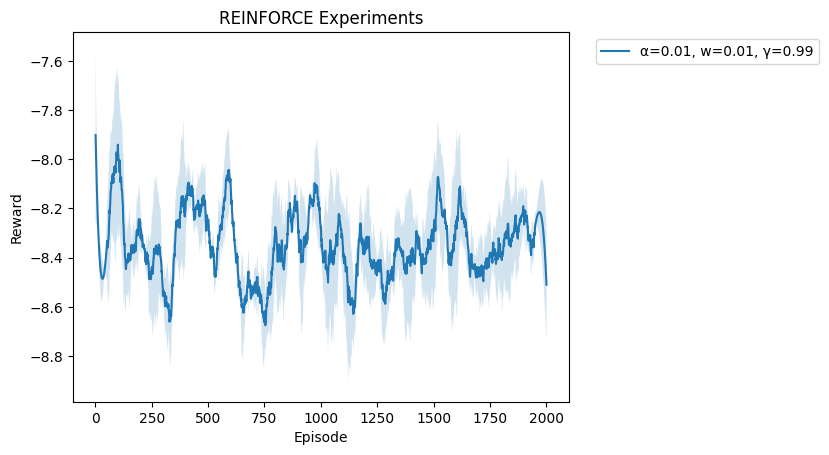 REINFORCE Experiments
α=0.01, w=0.01, γ=0.99
Reward
−7.6
−7.8
−8.0
−8.2
−8.4
−8.6
−8.8
0 250 500 750 1000 1250 1500 1750 2000
Episode